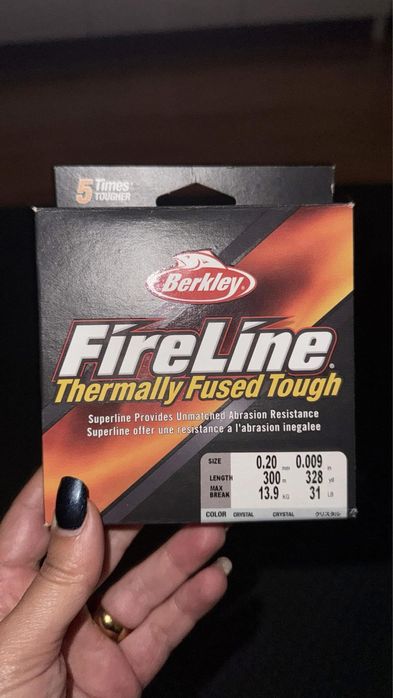 5 Times
TOUGHER
Berkley®
FireLine®
Thermally Fused Tough
Superline Provides Unmatched Abrasion Resistance
Superline offer une resistance a l'abrasion inegalee
SIZE 0.20 mm 0.009 in
LENGTH 300 m 328 yd
MAX BREAK 13.9 KG 31 LB
COLOR CRYSTAL CRYSTAL クリスタル